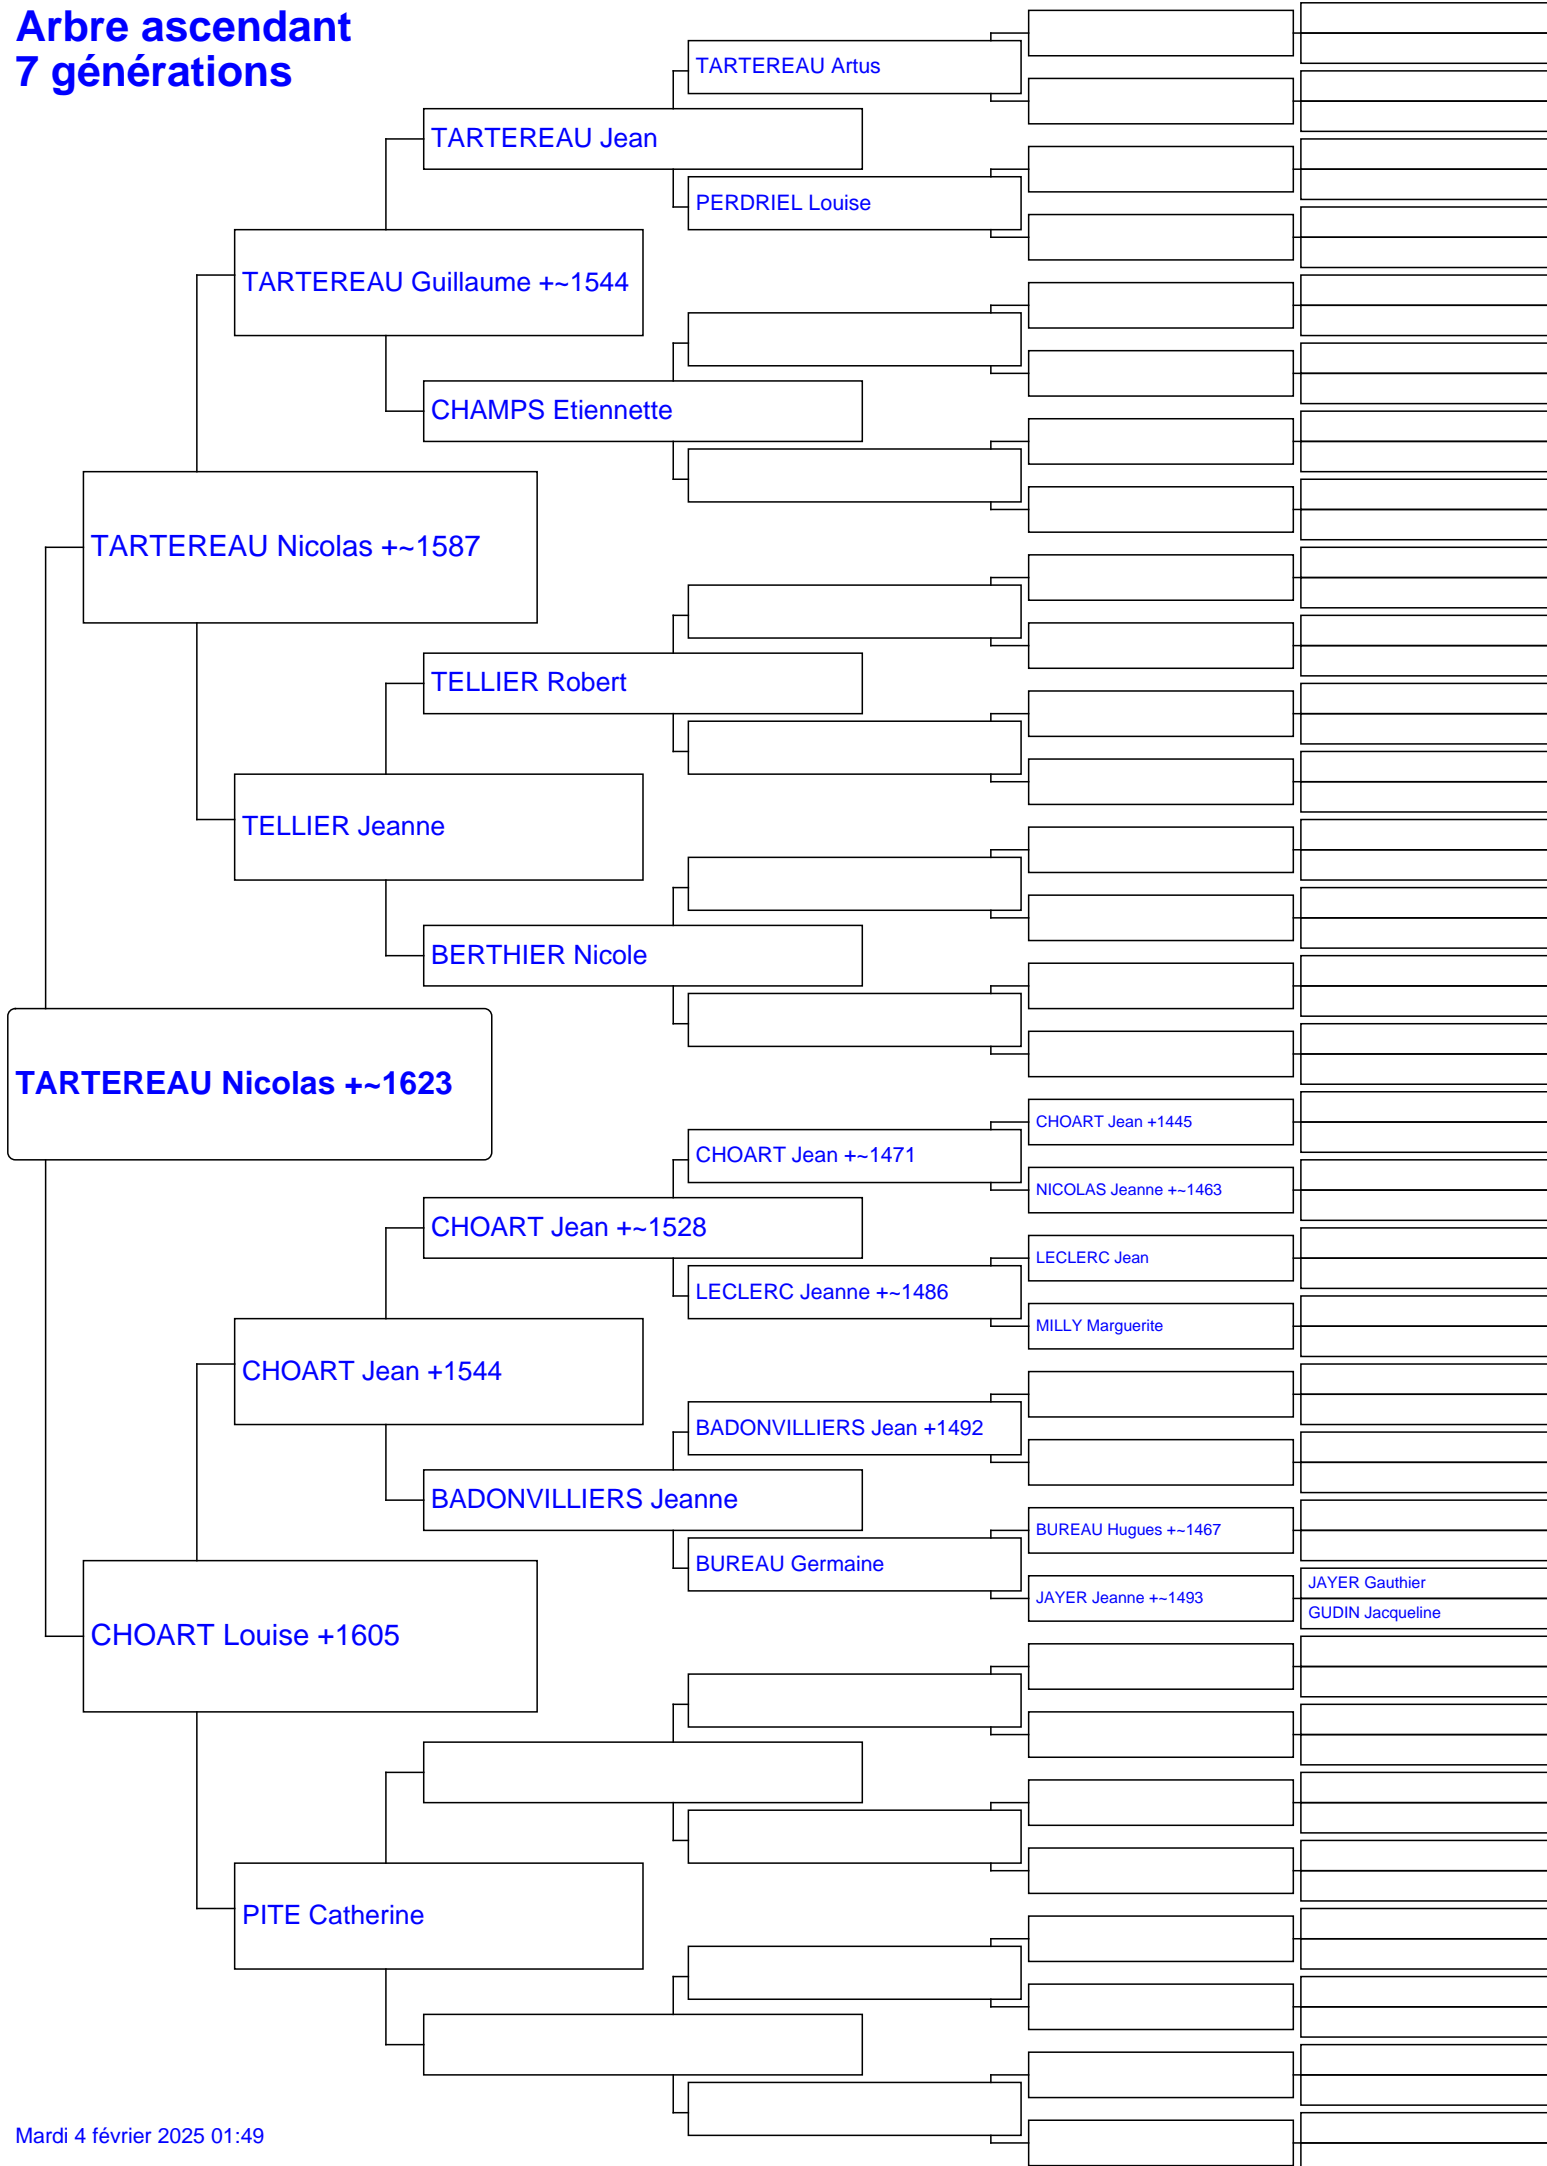 Arbre ascendant
7 générations
TARTEREAU Artus
TARTEREAU Jean
PERDRIEL Louise
TARTEREAU Guillaume +~1544
CHAMPS Etiennette
TARTEREAU Nicolas +~1587
TELLIER Robert
TELLIER Jeanne
BERTHIER Nicole
TARTEREAU Nicolas +~1623
CHOART Jean +1445
CHOART Jean +~1471
NICOLAS Jeanne +~1463
CHOART Jean +~1528
LECLERC Jean
LECLERC Jeanne +~1486
MILLY Marguerite
CHOART Jean +1544
BADONVILLIERS Jean +1492
BADONVILLIERS Jeanne
BUREAU Hugues +~1467
BUREAU Germaine
JAYER Gauthier
JAYER Jeanne +~1493
GUDIN Jacqueline
CHOART Louise +1605
PITE Catherine
Mardi 4 février 2025 01:49